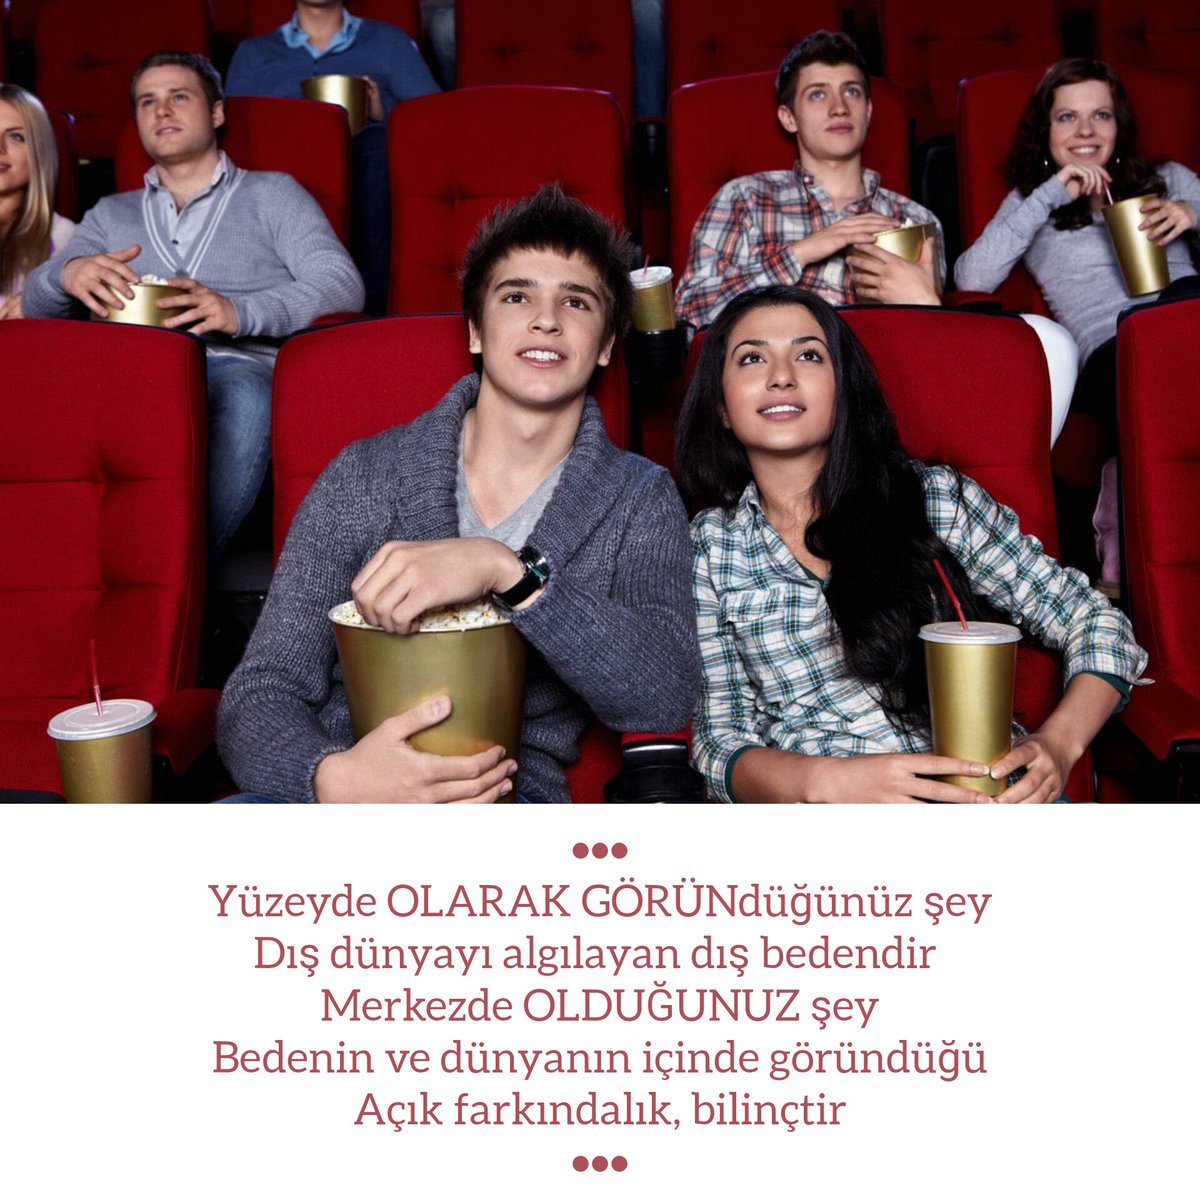 Yüzeyde OLARAK GÖRÜNdüğünüz şey
Dış dünyayı algılayan dış bedendir
Merkezde OLDUĞUNUZ şey
Bedenin ve dünyanın içinde göründüğü
Açık farkındalık, bilinçtir